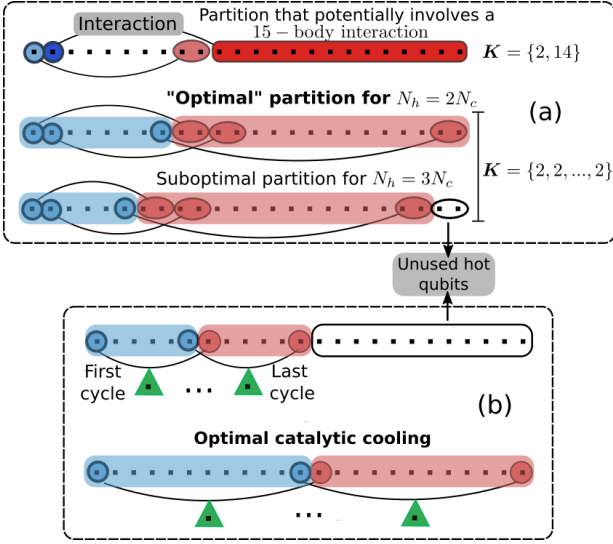 Partition that potentially involves a
15 – body interaction
Interaction
K = {2, 14}
"Optimal" partition for N_h = 2N_c
(a)
K = {2, 2, ..., 2}
Suboptimal partition for N_h = 3N_c
Unused hot
qubits
First
cycle
...
Last
cycle
(b)
Optimal catalytic cooling
...